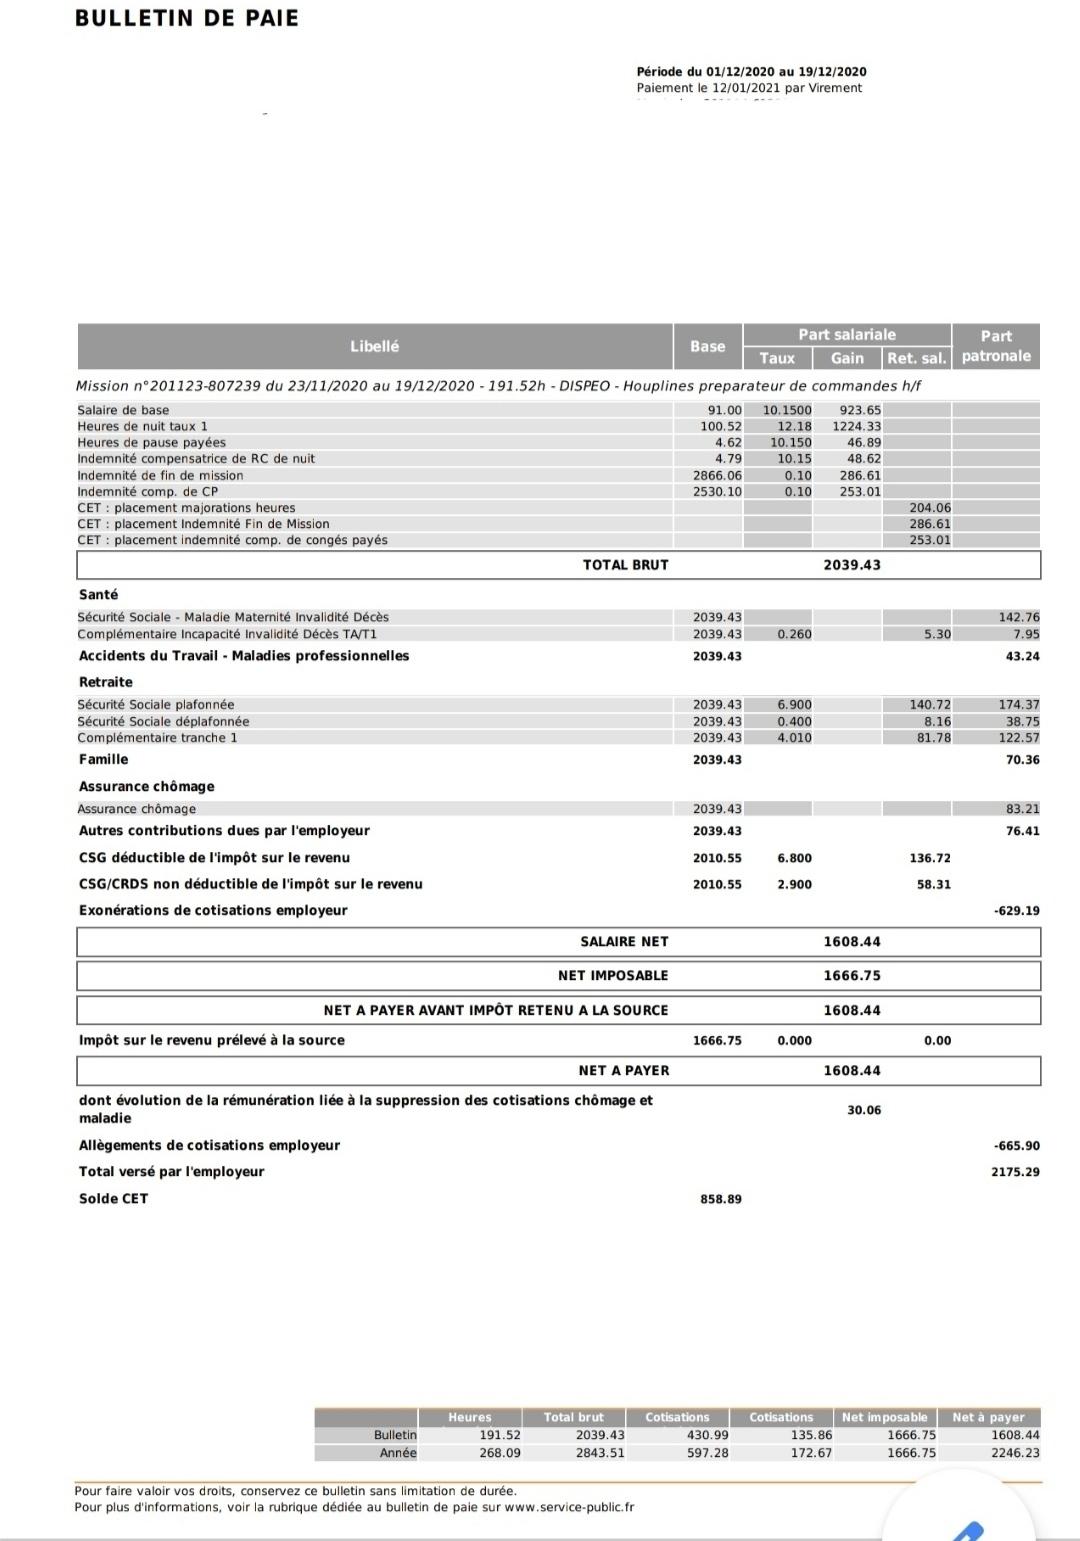 BULLETIN DE PAIE
Période du 01/12/2020 au 19/12/2020
Paiement le 12/01/2021 par Virement
Libellé Base Part salariale Part patronale
Taux Gain Ret. sal.
Mission n°201123-807239 du 23/11/2020 au 19/12/2020 - 191.52h - DISPEO - Houplines preparateur de commandes h/f
Salaire de base 91.00 10.1500 923.65
Heures de nuit taux 1 100.52 12.18 1224.33
Heures de pause payées 4.62 10.150 46.89
Indemnité compensatrice de RC de nuit 4.79 10.15 48.62
Indemnité de fin de mission 2866.06 0.10 286.61
Indemnité comp. de CP 2530.10 0.10 253.01
CET : placement majorations heures 204.06
CET : placement Indemnité Fin de Mission 286.61
CET : placement indemnité comp. de congés payés 253.01
TOTAL BRUT 2039.43
Santé
Sécurité Sociale - Maladie Maternité Invalidité Décès 2039.43 142.76
Complémentaire Incapacité Invalidité Décès TA/T1 2039.43 0.260 5.30 7.95
Accidents du Travail - Maladies professionnelles 2039.43 43.24
Retraite
Sécurité Sociale plafonnée 2039.43 6.900 140.72 174.37
Sécurité Sociale déplafonnée 2039.43 0.400 8.16 38.75
Complémentaire tranche 1 2039.43 4.010 81.78 122.57
Famille 2039.43 70.36
Assurance chômage
Assurance chômage 2039.43 83.21
Autres contributions dues par l'employeur 2039.43 76.41
CSG déductible de l'impôt sur le revenu 2010.55 6.800 136.72
CSG/CRDS non déductible de l'impôt sur le revenu 2010.55 2.900 58.31
Exonérations de cotisations employeur -629.19
SALAIRE NET 1608.44
NET IMPOSABLE 1666.75
NET A PAYER AVANT IMPÔT RETENU A LA SOURCE 1608.44
Impôt sur le revenu prélevé à la source 1666.75 0.000 0.00
NET A PAYER 1608.44
dont évolution de la rémunération liée à la suppression des cotisations chômage et
maladie 30.06
Allègements de cotisations employeur -665.90
Total versé par l'employeur 2175.29
Solde CET 858.89
Heures Total brut Cotisations Cotisations Net imposable Net à payer
Bulletin 191.52 2039.43 430.99 135.86 1666.75 1608.44
Année 268.09 2843.51 597.28 172.67 1666.75 2246.23
Pour faire valoir vos droits, conservez ce bulletin sans limitation de durée.
Pour plus d'informations, voir la rubrique dédiée au bulletin de paie sur www.service-public.fr